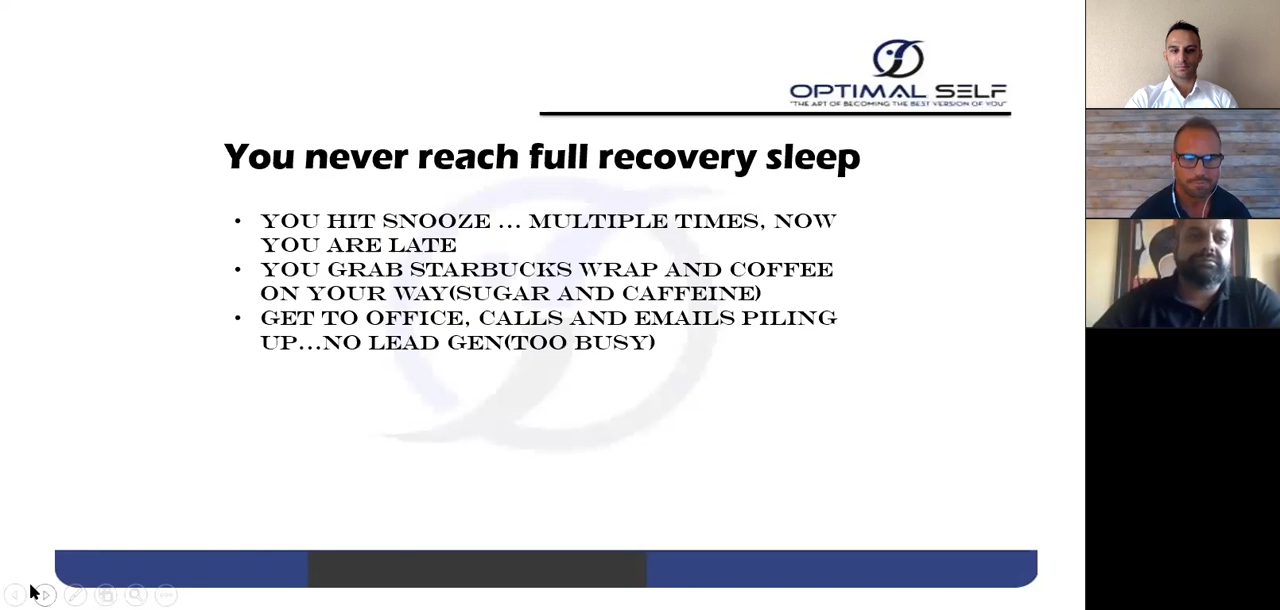 OPTIMAL SELF
"THE ART OF BECOMING THE BEST VERSION OF YOU"
You never reach full recovery sleep
• YOU HIT SNOOZE ... MULTIPLE TIMES, NOW
YOU ARE LATE
• YOU GRAB STARBUCKS WRAP AND COFFEE
ON YOUR WAY(SUGAR AND CAFFEINE)
• GET TO OFFICE, CALLS AND EMAILS PILING
UP...NO LEAD GEN(TOO BUSY)